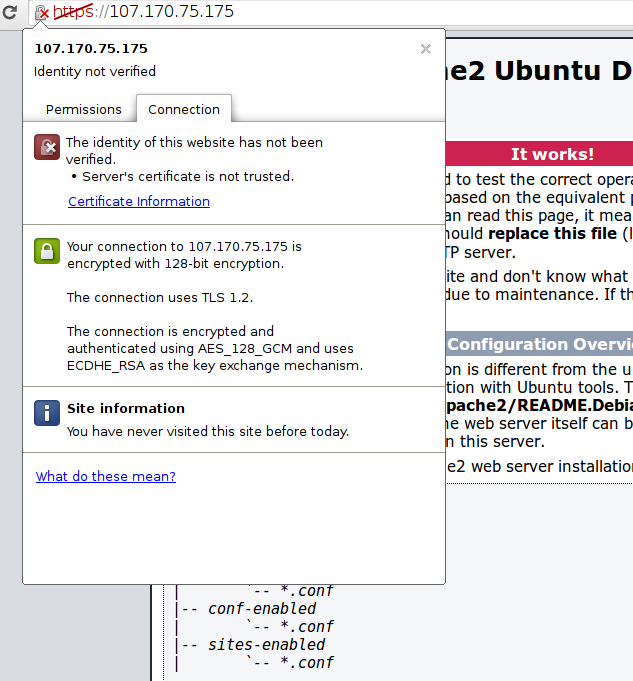 https://107.170.75.175
107.170.75.175
Identity not verified
Permissions
Connection
The identity of this website has not been
verified.
• Server's certificate is not trusted.
Certificate Information
Your connection to 107.170.75.175 is
encrypted with 128-bit encryption.
The connection uses TLS 1.2.
The connection is encrypted and
authenticated using AES_128_GCM and uses
ECDHE_RSA as the key exchange mechanism.
Site information
You have never visited this site before today.
What do these mean?
he2 Ubuntu D
It works!
d to test the correct opera
based on the equivalent p
an read this page, it mea
hould replace this file (l
TP server.
ite and don't know what
due to maintenance. If th
Configuration Overvie
on is different from the u
tion with Ubuntu tools. T
pache2/README.Debia
he web server itself can b
n this server.
he2 web server installatio
|       `-- *.conf
|-- conf-enabled
|       `-- *.conf
|-- sites-enabled
|       `-- *.conf